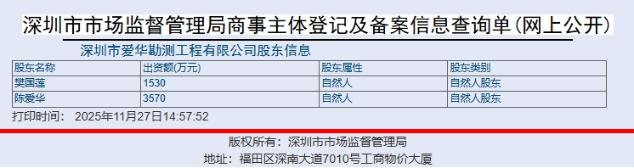 深圳市市场监督管理局商事主体登记及备案信息查询单(网上公开)
深圳市爱华勘测工程有限公司股东信息
股东名称 出资额(万元) 股东属性 股东类别
樊国莲 1530 自然人 自然人股东
陈爱华 3570 自然人 自然人股东
打印时间： 2025年11月27日14:57:52
版权所有：深圳市市场监督管理局
地址：福田区深南大道7010号工商物价大厦